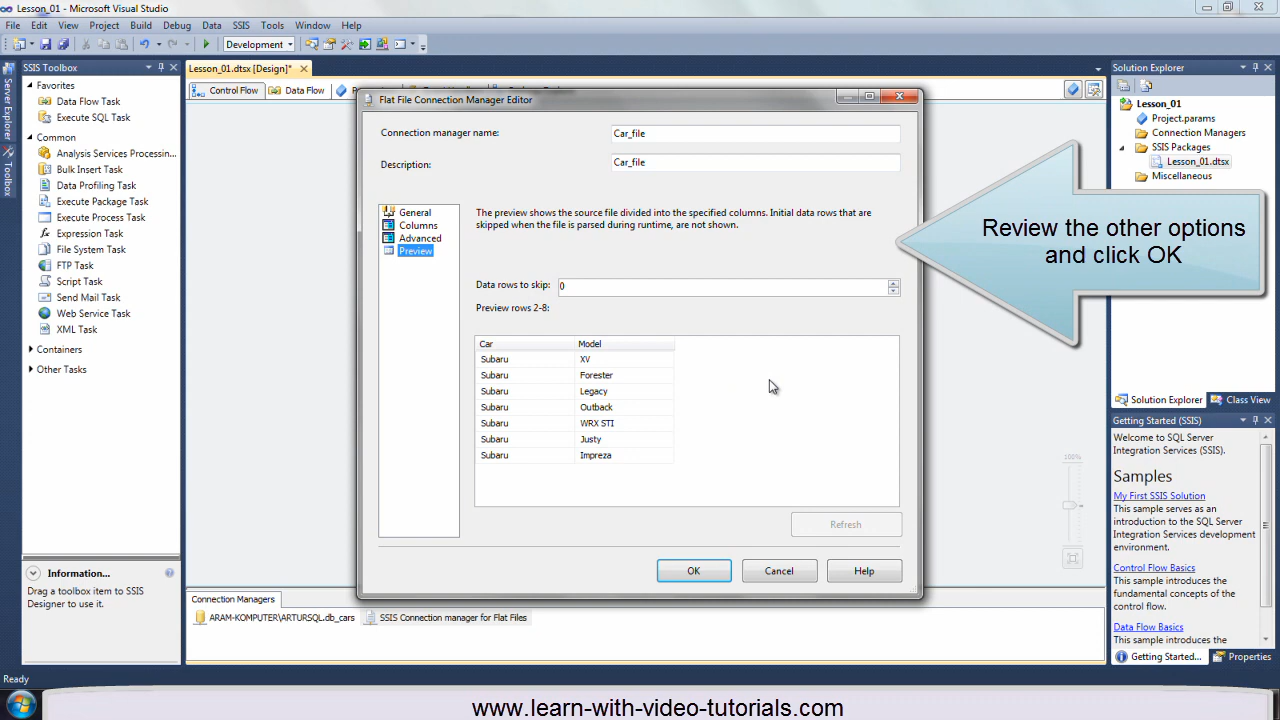 Lesson_01 - Microsoft Visual Studio
File Edit View Project Build Debug Data SSIS Tools Window Help
Development
SSIS Toolbox
Favorites
Data Flow Task
Execute SQL Task
Common
Analysis Services Processin...
Bulk Insert Task
Data Profiling Task
Execute Package Task
Execute Process Task
Expression Task
File System Task
FTP Task
Script Task
Send Mail Task
Web Service Task
XML Task
Containers
Other Tasks
Information...
Drag a toolbox item to SSIS
Designer to use it.
Server Explorer
Toolbox
Lesson_01.dtsx [Design]*
Control Flow
Data Flow
Flat File Connection Manager Editor
Connection manager name:
Car_file
Description:
Car_file
General
Columns
Advanced
Preview
The preview shows the source file divided into the specified columns. Initial data rows that are
skipped when the file is parsed during runtime, are not shown.
Data rows to skip:
0
Preview rows 2-8:
Car Model
Subaru XV
Subaru Forester
Subaru Legacy
Subaru Outback
Subaru WRX STI
Subaru Justy
Subaru Impreza
Refresh
OK
Cancel
Help
100%
Connection Managers
ARAM-KOMPUTER\ARTURSQL.db_cars
SSIS Connection manager for Flat Files
Review the other options
and click OK
Solution Explorer
Lesson_01
Project.params
Connection Managers
SSIS Packages
Lesson_01.dtsx
Miscellaneous
Solution Explorer
Class View
Getting Started (SSIS)
Welcome to SQL Server
Integration Services (SSIS).
Samples
My First SSIS Solution
This sample serves as an
introduction to the SQL Server
Integration Services development
environment.
Control Flow Basics
This sample introduces the
fundamental concepts of the
control flow.
Data Flow Basics
This sample introduces the
Getting Started...
Properties
Ready
www.learn-with-video-tutorials.com